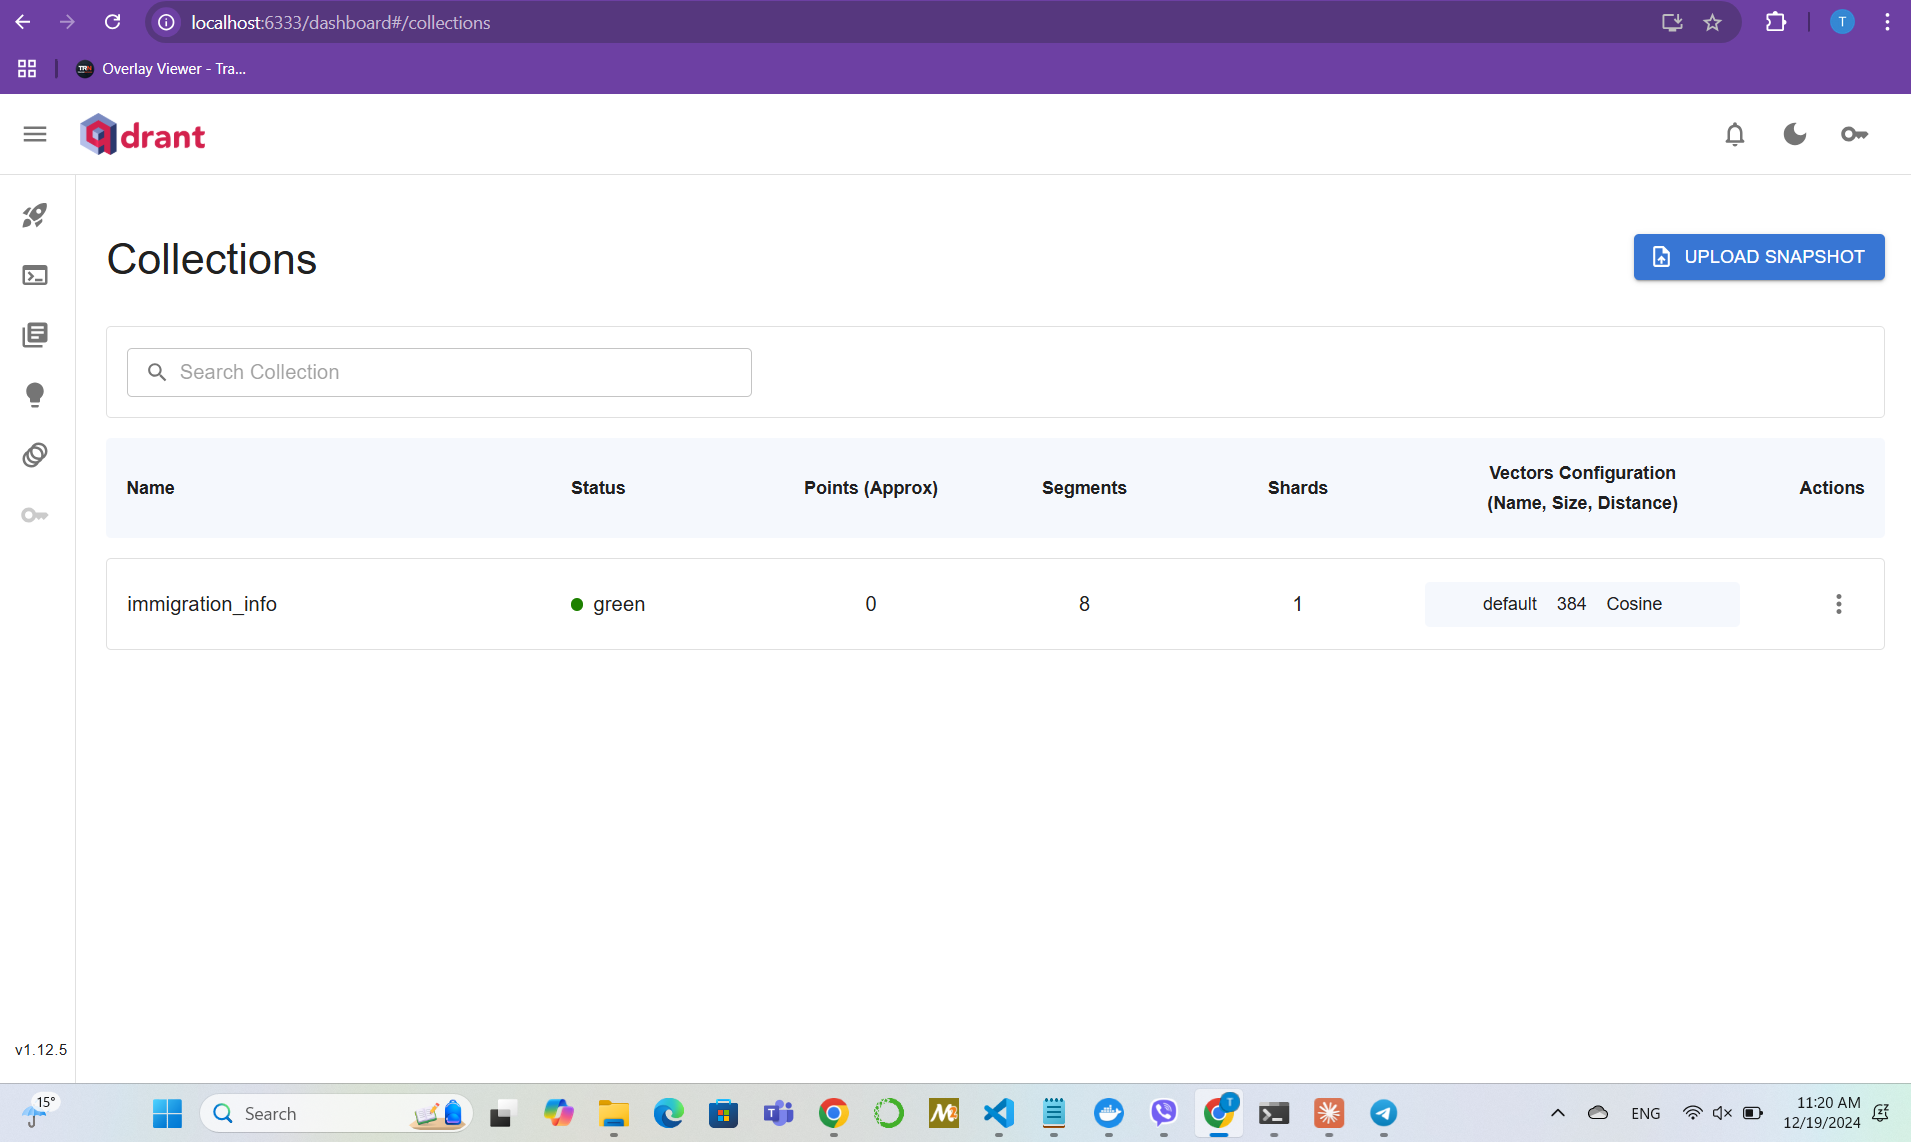 localhost:6333/dashboard#/collections
T
TRW
Overlay Viewer - Tra...
qdrant
Collections
UPLOAD SNAPSHOT
Search Collection
Name
Status
Points (Approx)
Segments
Shards
Vectors Configuration
(Name, Size, Distance)
Actions
immigration_info
green
0
8
1
default 384 Cosine
v1.12.5
15°
Search
T
ENG
11:20 AM
12/19/2024